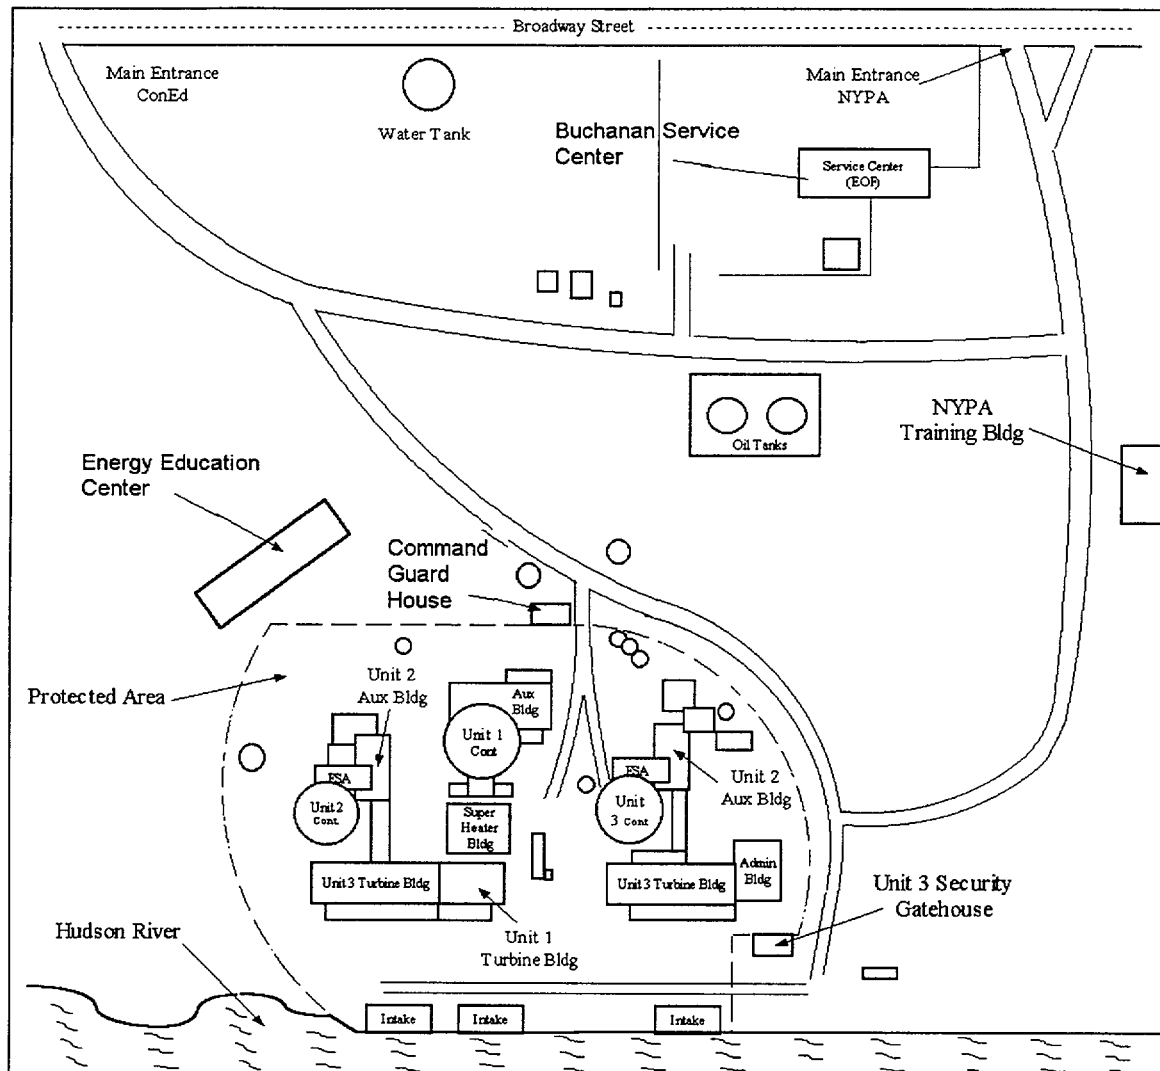 Broadway Street
Main Entrance
ConEd
Water Tank
Main Entrance
NYPA
Buchanan Service
Center
Service Center
(EOF)
Oil Tanks
NYPA
Training Bldg
Energy Education
Center
Command
Guard
House
Protected Area
Unit 2
Aux Bldg
Aux
Bldg
Unit 1
Cont
FSA
Unit 2
Cont.
Super
Heater
Bldg
FSA
Unit
3 Cont
Unit 2
Aux Bldg
Unit 3 Turbine Bldg
Unit 3 Turbine Bldg
Admin
Bldg
Unit 3 Security
Gatehouse
Hudson River
Unit 1
Turbine Bldg
Intake
Intake
Intake